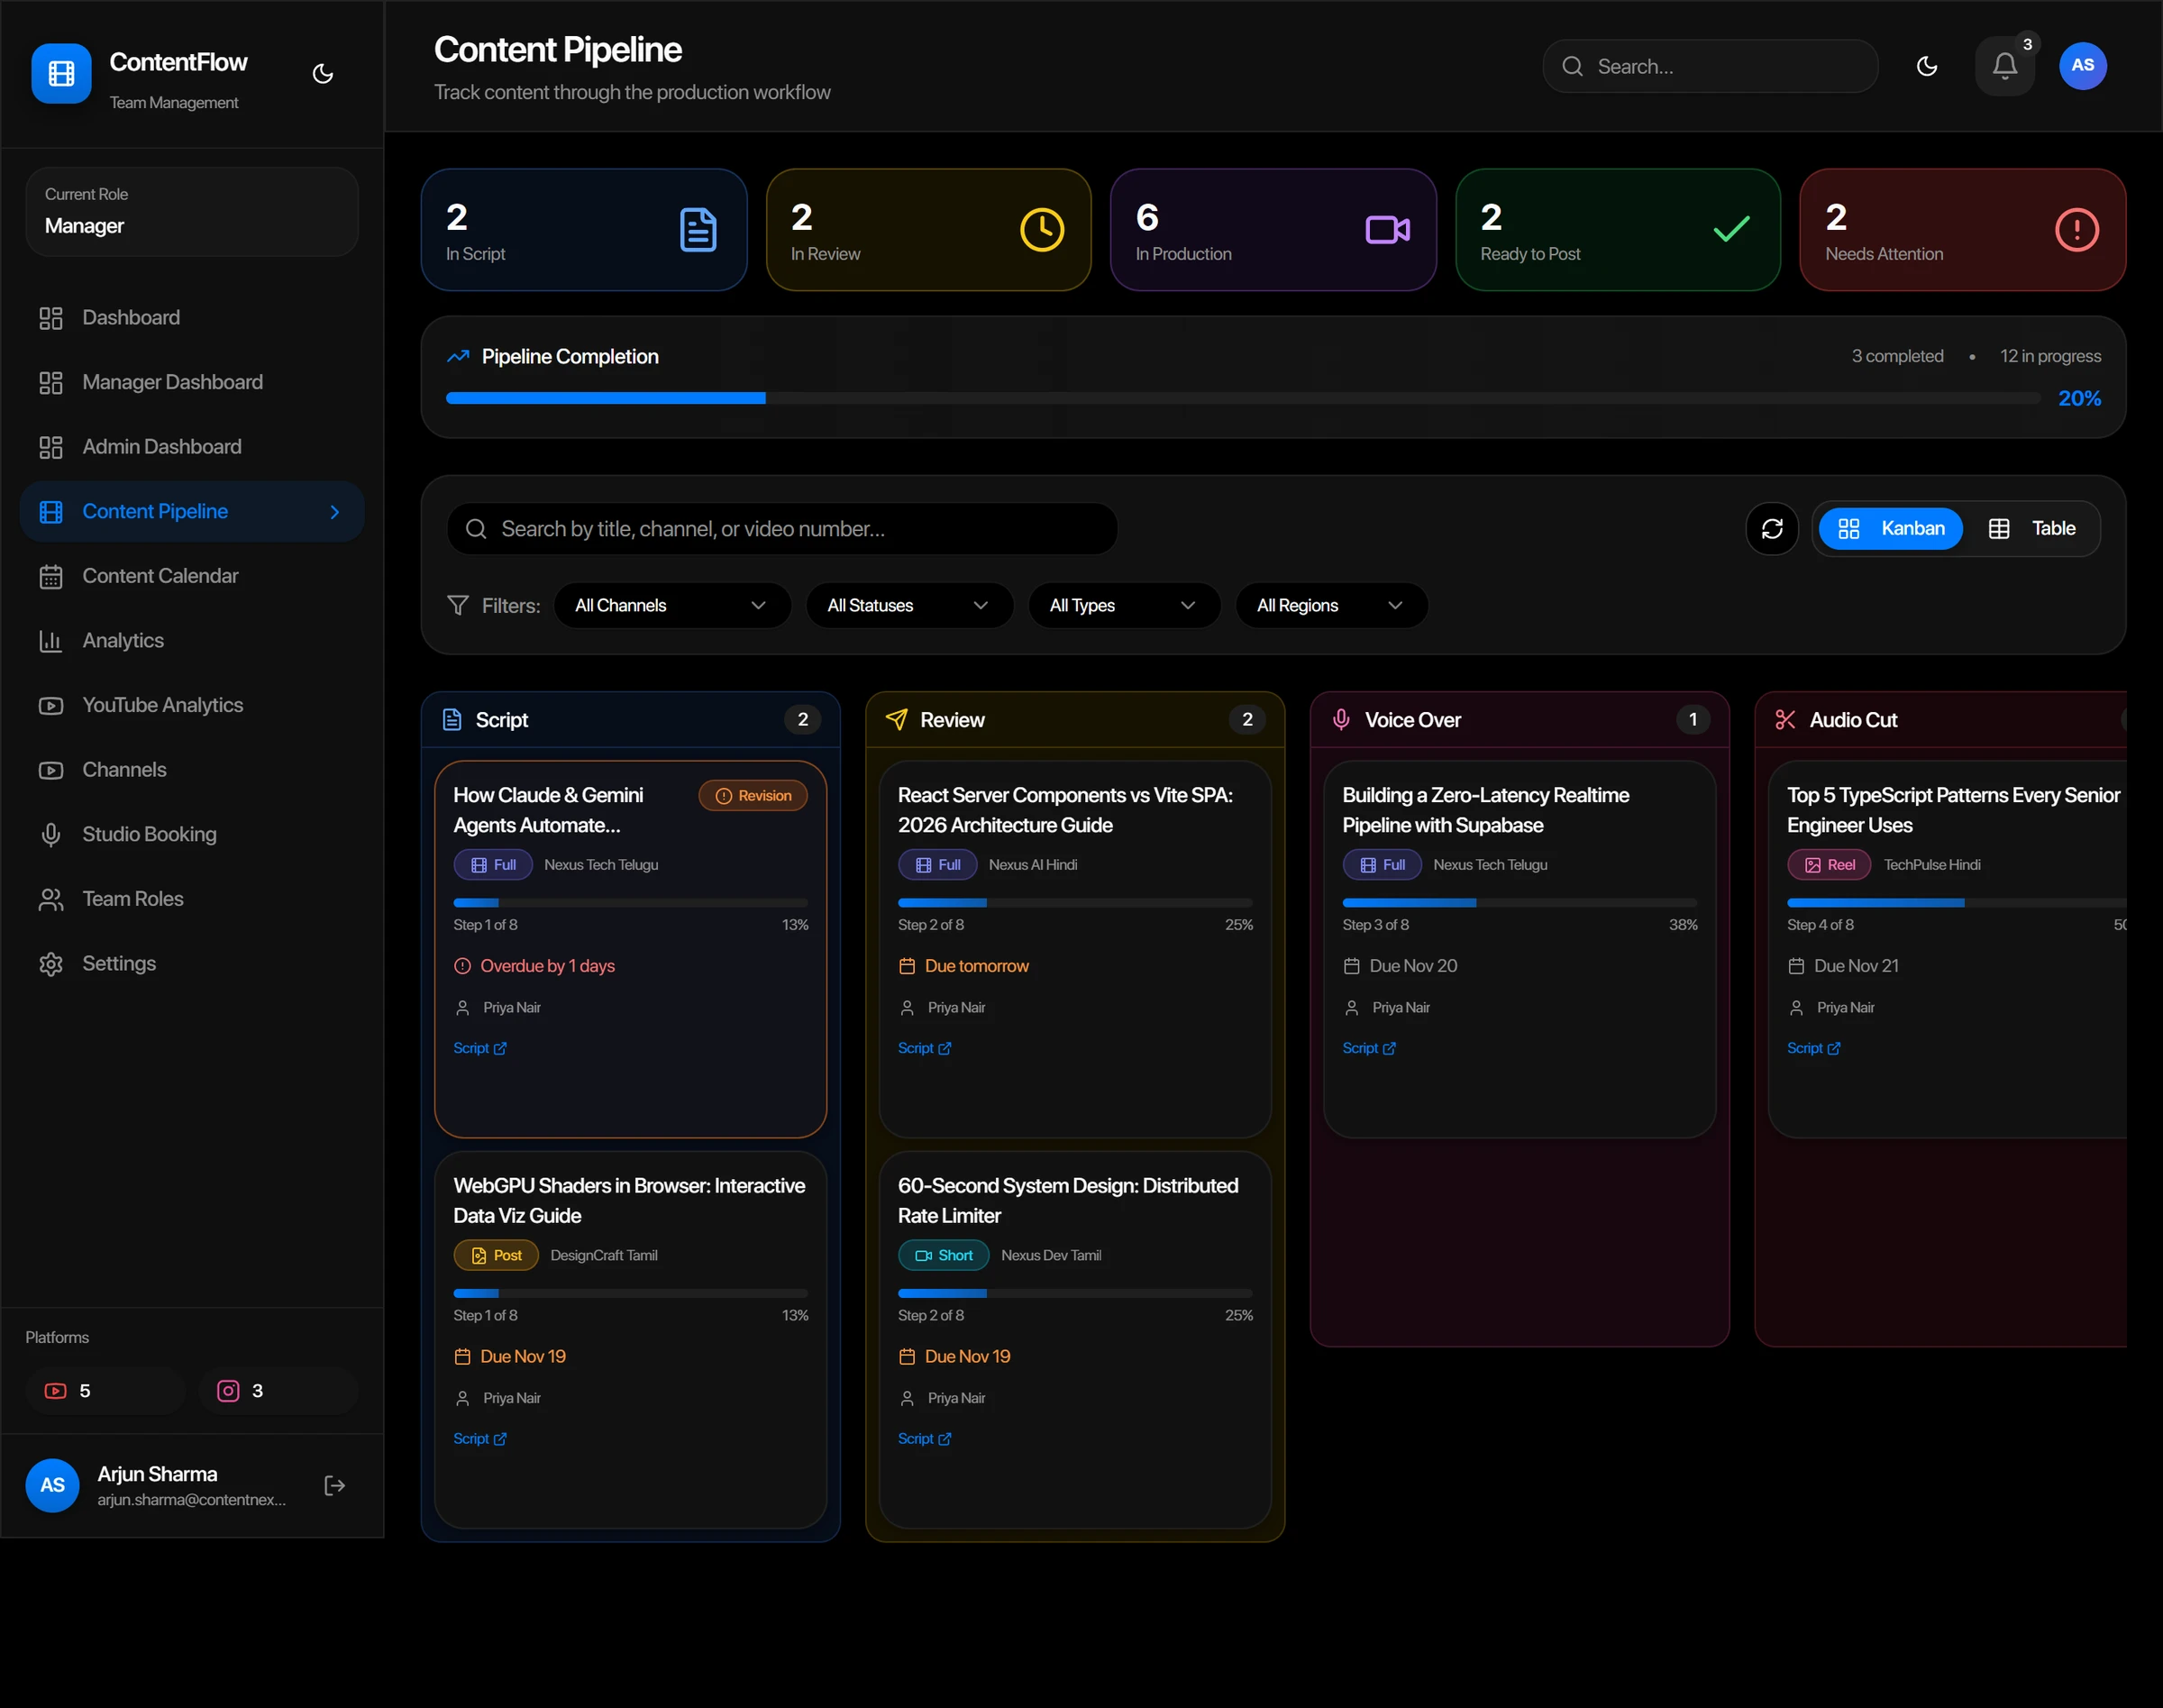 ContentFlow
Team Management
Current Role
Manager
Dashboard
Manager Dashboard
Admin Dashboard
Content Pipeline
Content Calendar
Analytics
YouTube Analytics
Channels
Studio Booking
Team Roles
Settings
Platforms
5
3
AS
Arjun Sharma
arjun.sharma@contentnex...
Content Pipeline
Track content through the production workflow
Search...
3
AS
2
In Script
2
In Review
6
In Production
2
Ready to Post
2
Needs Attention
Pipeline Completion
3 completed • 12 in progress
20%
Search by title, channel, or video number...
Kanban
Table
Filters:
All Channels
All Statuses
All Types
All Regions
Script
2
How Claude & Gemini
Agents Automate...
Revision
Full
Nexus Tech Telugu
Step 1 of 8
13%
Overdue by 1 days
Priya Nair
Script
WebGPU Shaders in Browser: Interactive
Data Viz Guide
Post
DesignCraft Tamil
Step 1 of 8
13%
Due Nov 19
Priya Nair
Script
Review
2
React Server Components vs Vite SPA:
2026 Architecture Guide
Full
Nexus AI Hindi
Step 2 of 8
25%
Due tomorrow
Priya Nair
Script
60-Second System Design: Distributed
Rate Limiter
Short
Nexus Dev Tamil
Step 2 of 8
25%
Due Nov 19
Priya Nair
Script
Voice Over
1
Building a Zero-Latency Realtime
Pipeline with Supabase
Full
Nexus Tech Telugu
Step 3 of 8
38%
Due Nov 20
Priya Nair
Script
Audio Cut
Top 5 TypeScript Patterns Every Senior
Engineer Uses
Reel
TechPulse Hindi
Step 4 of 8
Due Nov 21
Priya Nair
Script